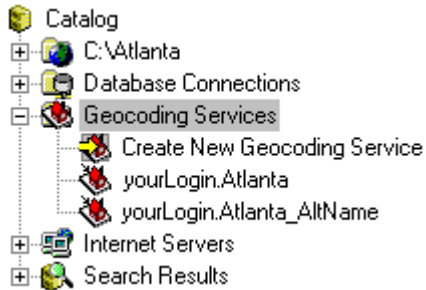 Catalog
C:\Atlanta
Database Connections
Geocoding Services
Create New Geocoding Service
yourLogin.Atlanta
yourLogin.Atlanta_AltName
Internet Servers
Search Results